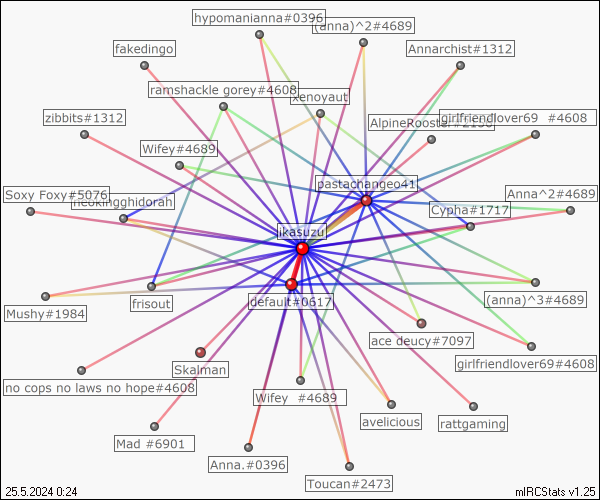 hypomanianna#0396
(anna)^2#4689
fakedingo
Annarchist#1312
ramshackle gorey#4608
xenoyaut
zibbits#1312
girlfriendlover69 #4608
Wifey#4689
pastachangeo41
Soxy Foxy#5076
Anna^2#4689
Cypha#1717
ikasuzu
Mushy#1984
frisout
default#0617
(anna)^3#4689
ace deucy#7097
Skalman
girlfriendlover69#4608
no cops no laws no hope#4608
Wifey #4689
avelicious
rattgaming
Mad #6901
Anna.#0396
Toucan#2473
25.5.2024 0:24
mIRCStats v1.25